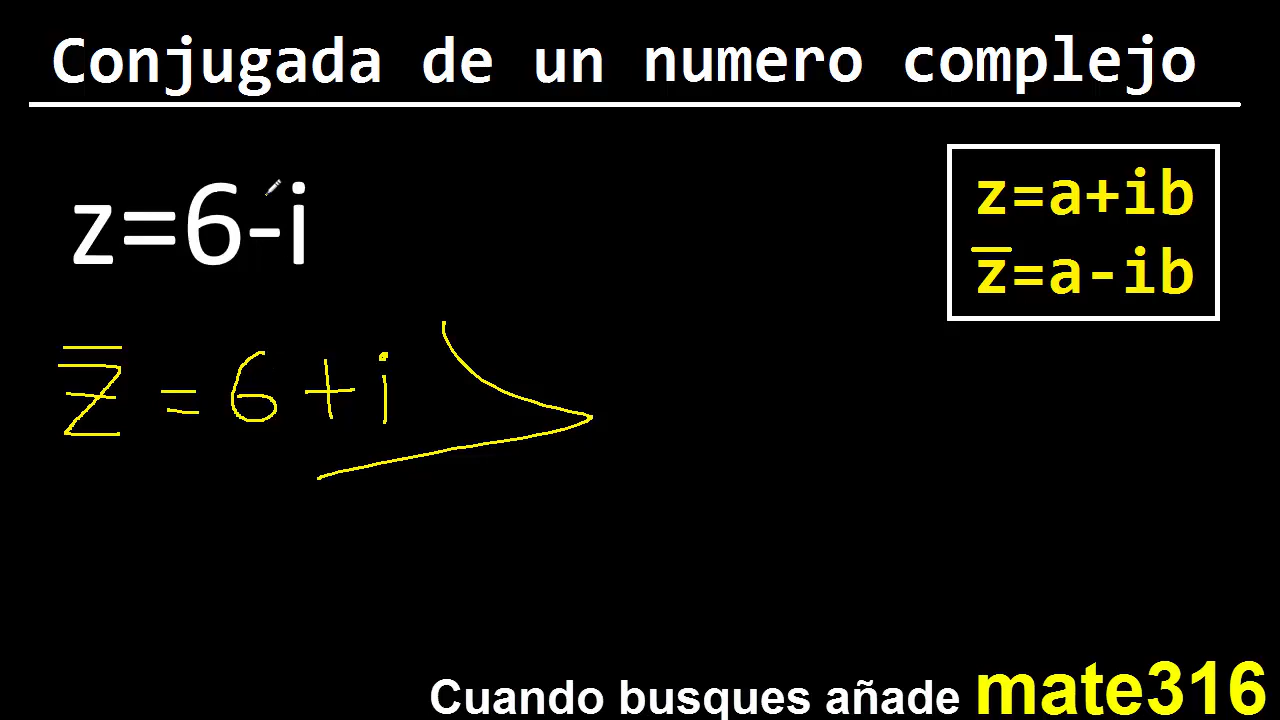 Conjugada de un numero complejo
z=6-i
z=a+ib
z̅=a-ib
z̅ = 6 + i
Cuando busques añade mate316